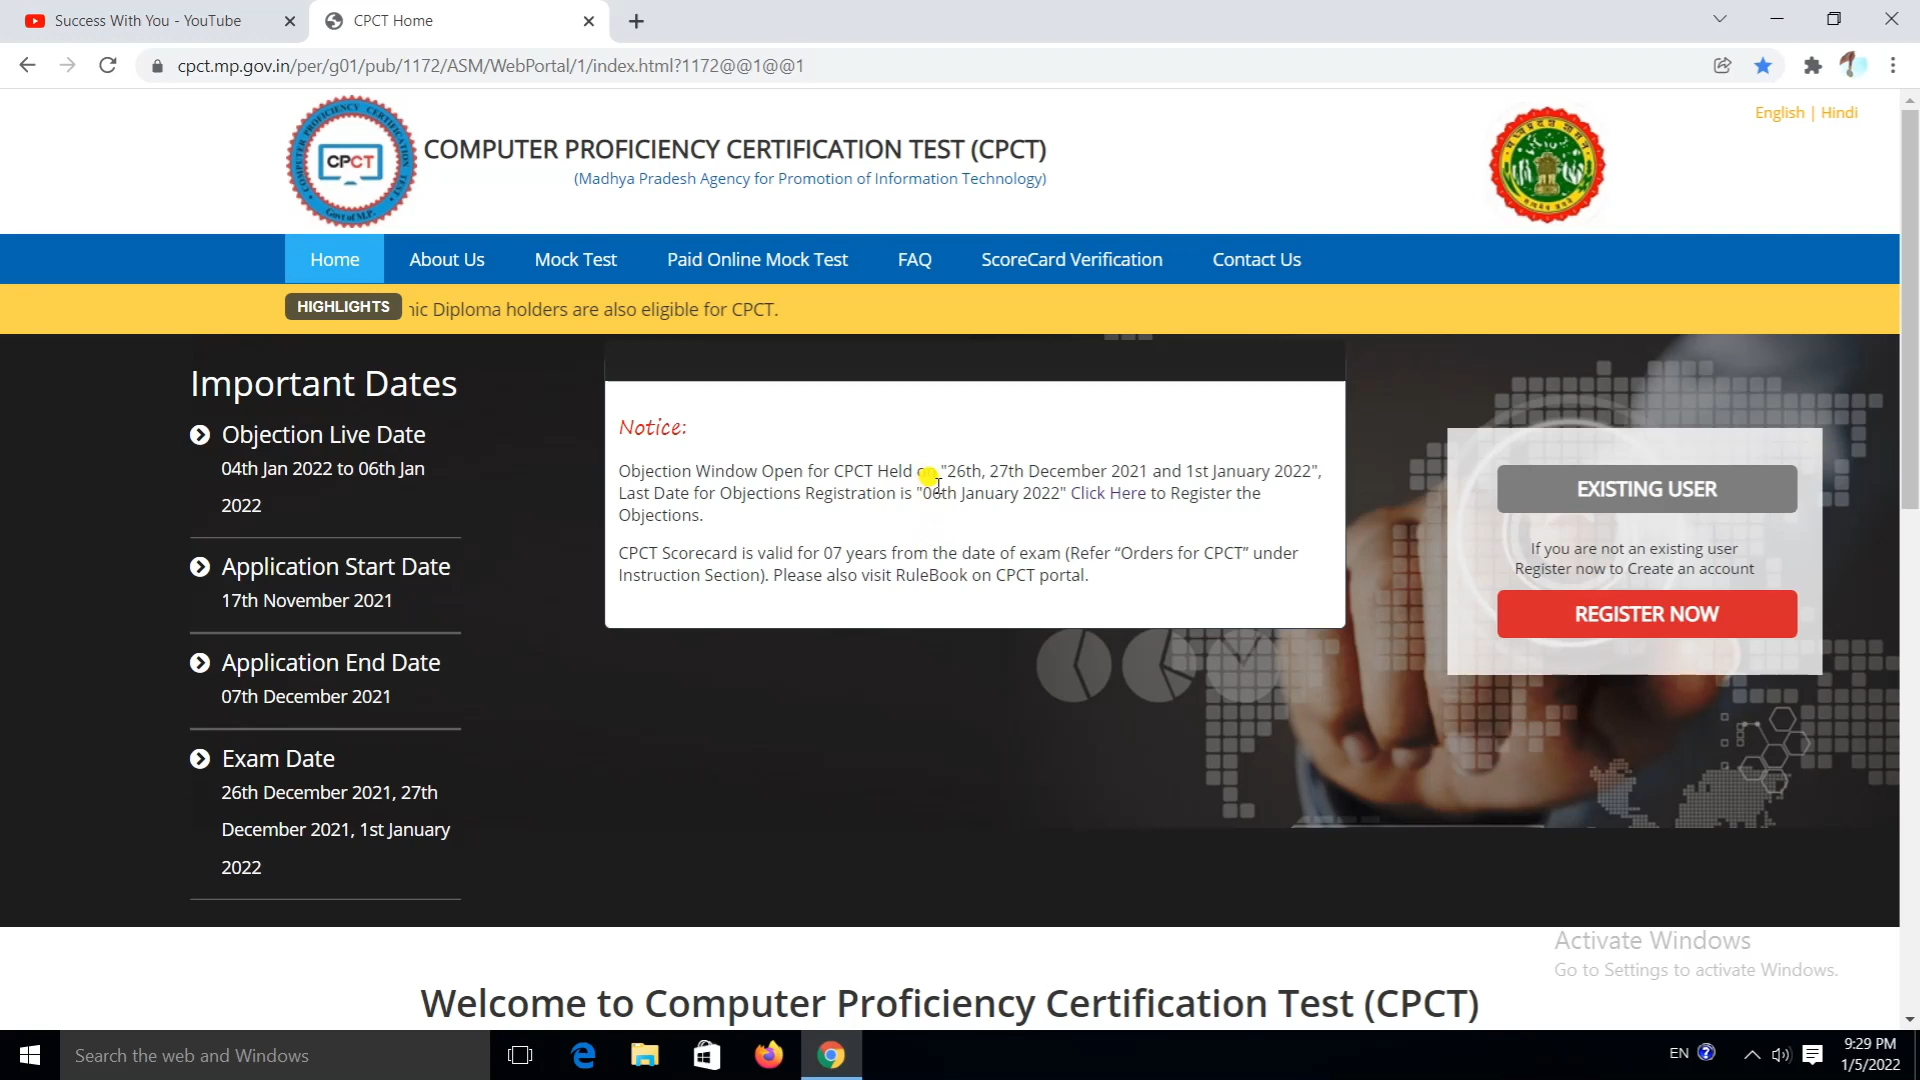 Success With You - YouTube
CPCT Home
cpct.mp.gov.in/per/g01/pub/1172/ASM/WebPortal/1/index.html?1172@@1@@1
English | Hindi
COMPUTER PROFICIENCY CERTIFICATION TEST
CPCT
Govt of M.P.
COMPUTER PROFICIENCY CERTIFICATION TEST (CPCT)
(Madhya Pradesh Agency for Promotion of Information Technology)
Home About Us Mock Test Paid Online Mock Test FAQ ScoreCard Verification Contact Us
HIGHLIGHTS nic Diploma holders are also eligible for CPCT.
Important Dates
Objection Live Date
04th Jan 2022 to 06th Jan
2022
Application Start Date
17th November 2021
Application End Date
07th December 2021
Exam Date
26th December 2021, 27th
December 2021, 1st January
2022
Notice:
Objection Window Open for CPCT Held on "26th, 27th December 2021 and 1st January 2022",
Last Date for Objections Registration is "06th January 2022" Click Here to Register the
Objections.
CPCT Scorecard is valid for 07 years from the date of exam (Refer “Orders for CPCT” under
Instruction Section). Please also visit RuleBook on CPCT portal.
EXISTING USER
If you are not an existing user
Register now to Create an account
REGISTER NOW
Activate Windows
Go to Settings to activate Windows.
Welcome to Computer Proficiency Certification Test (CPCT)
Search the web and Windows
EN
9:29 PM
1/5/2022